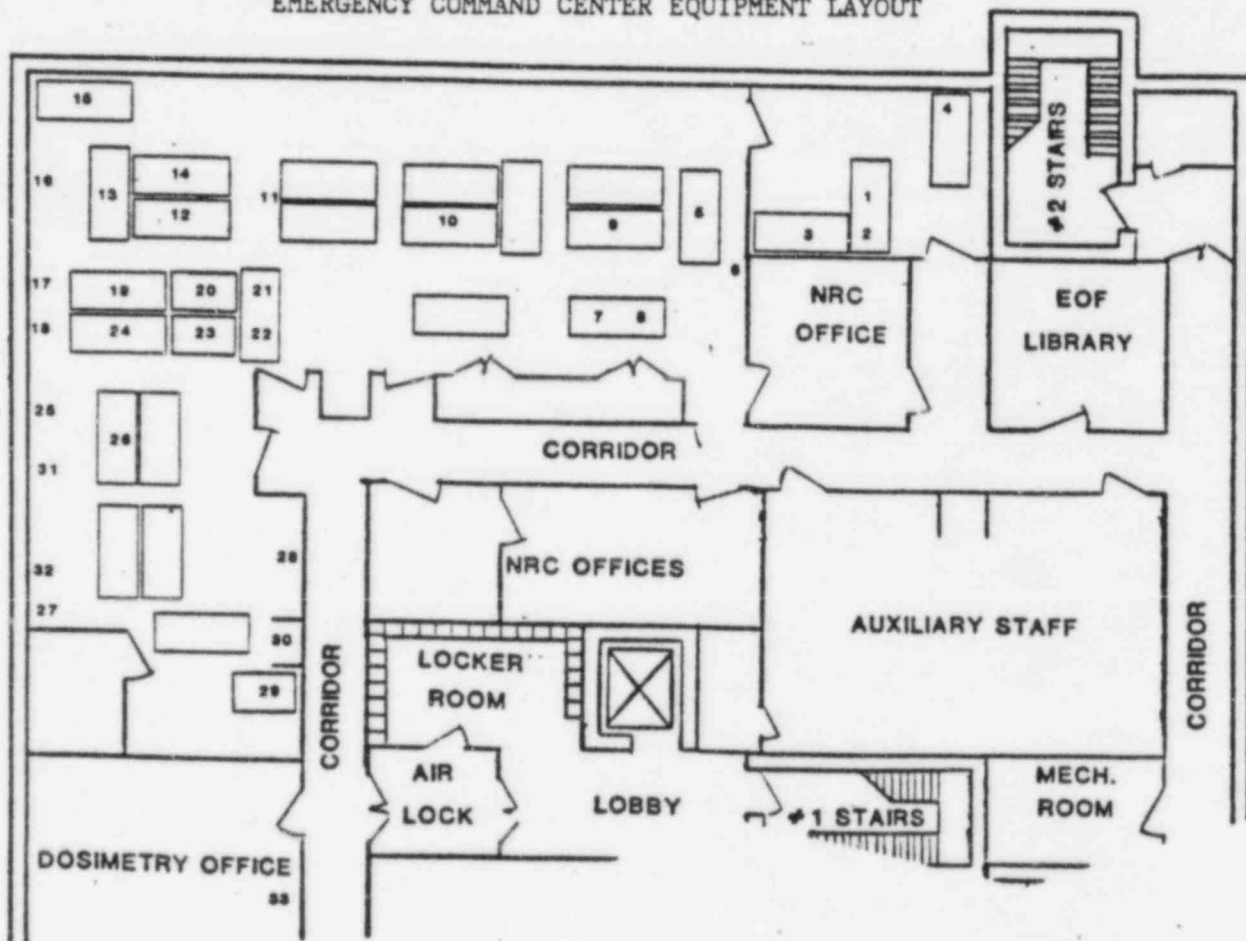 EMERGENCY COMMAND CENTER EQUIPMENT LAYOUT
15
4
#2 STAIRS
16
13
14
12
11
10
9
5
1
3
2
6
17
19
20
21
NRC
OFFICE
EOF
LIBRARY
18
24
23
22
7
8
25
26
CORRIDOR
31
28
NRC OFFICES
32
27
30
AUXILIARY STAFF
29
LOCKER
ROOM
CORRIDOR
CORRIDOR
AIR
LOCK
LOBBY
#1 STAIRS
MECH.
ROOM
DOSIMETRY OFFICE
33